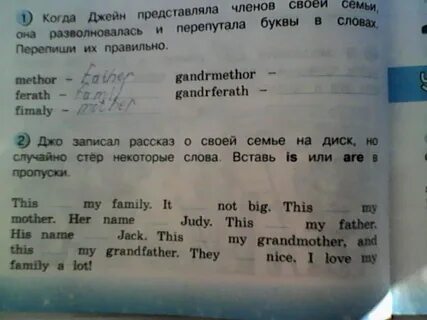 1) Когда Джейн представляла членов своей семьи,
она разволновалась и перепутала буквы в словах.
Перепиши их правильно.
methor – father gandrmethor –
ferath – famil gandrferath –
fimaly – mother
2) Джо записал рассказ о своей семье на диск, но
случайно стёр некоторые слова. Вставь is или are в
пропуски.
This my family. It not big. This my
mother. Her name Judy. This my father.
His name Jack. This my grandmother, and
this my grandfather. They nice. I love my
family a lot!